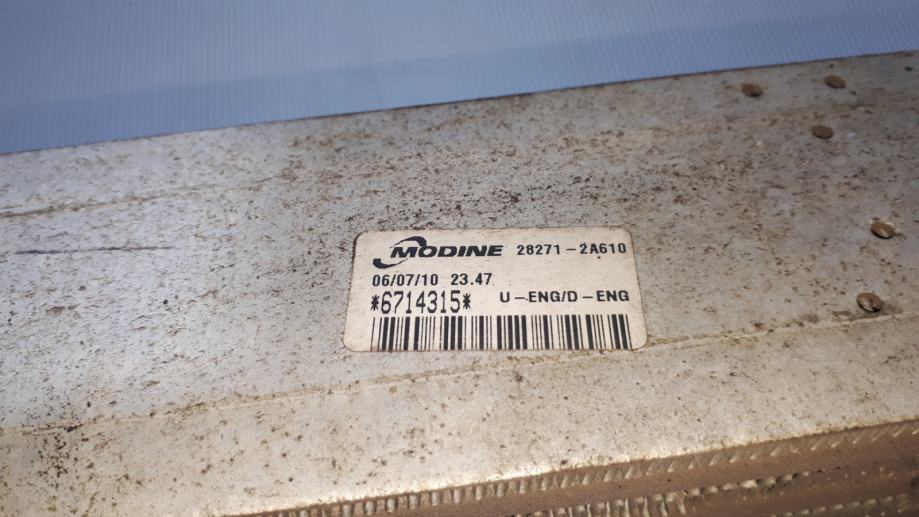 MODINE 28271-2A610
06/07/10 23.47
*6714315* U-ENG/D-ENG